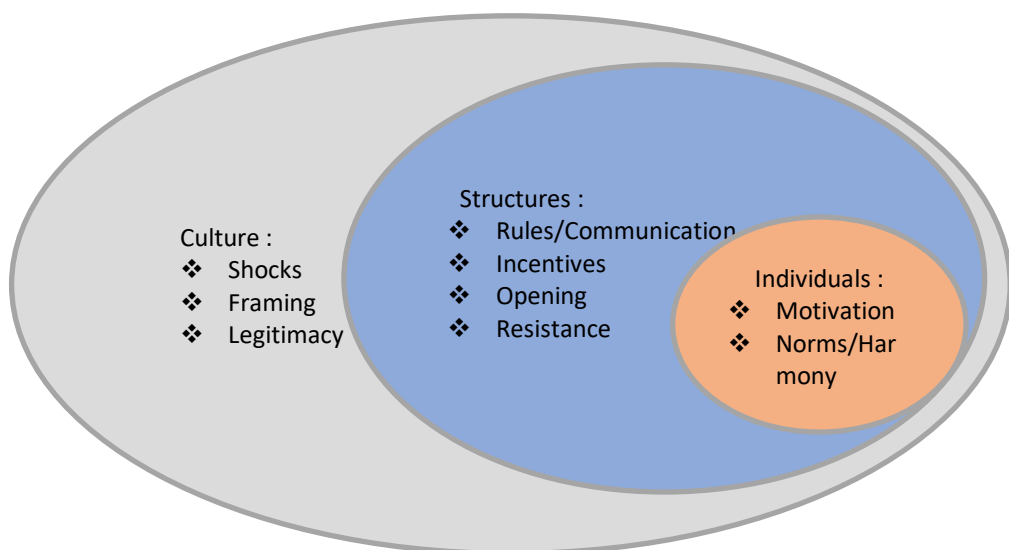 Culture :
❖ Shocks
❖ Framing
❖ Legitimacy
Structures :
❖ Rules/Communication
❖ Incentives
❖ Opening
❖ Resistance
Individuals :
❖ Motivation
❖ Norms/Har
mony